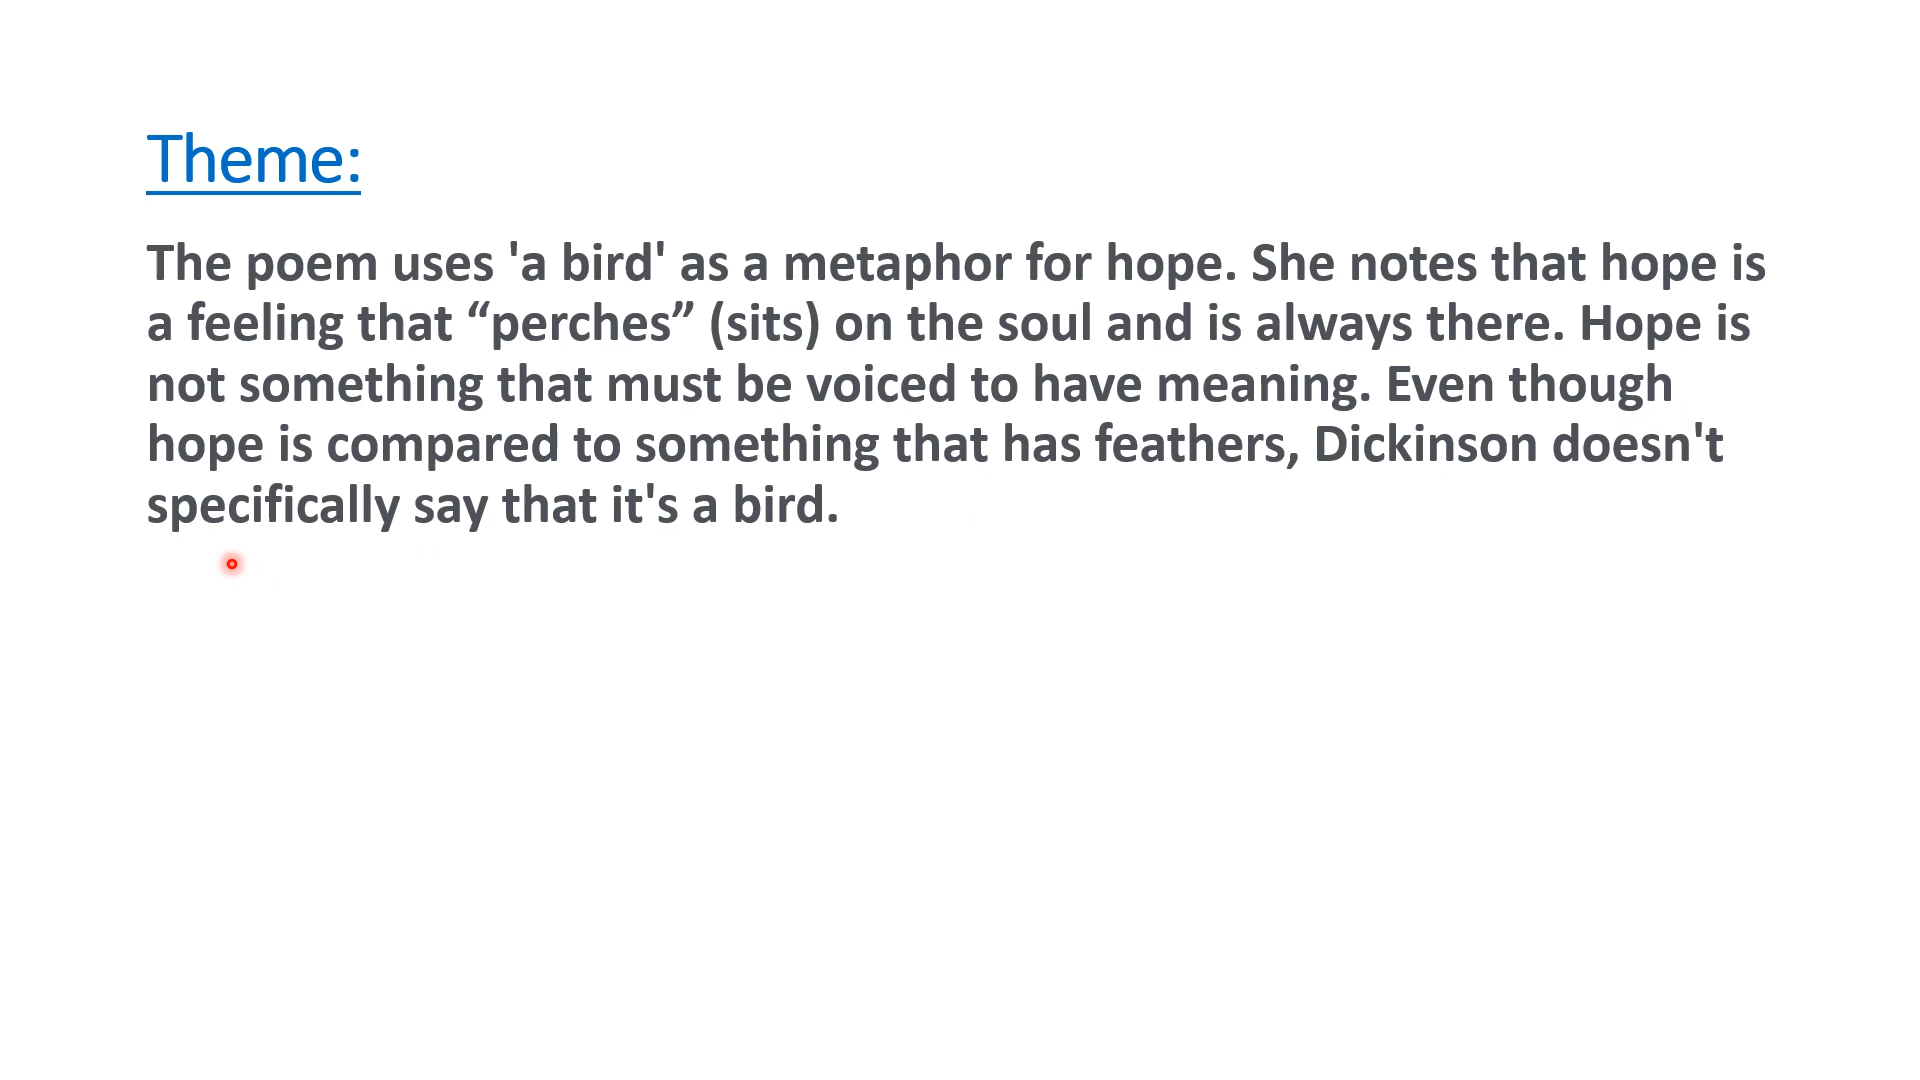 Theme:
The poem uses 'a bird' as a metaphor for hope. She notes that hope is
a feeling that “perches” (sits) on the soul and is always there. Hope is
not something that must be voiced to have meaning. Even though
hope is compared to something that has feathers, Dickinson doesn't
specifically say that it's a bird.